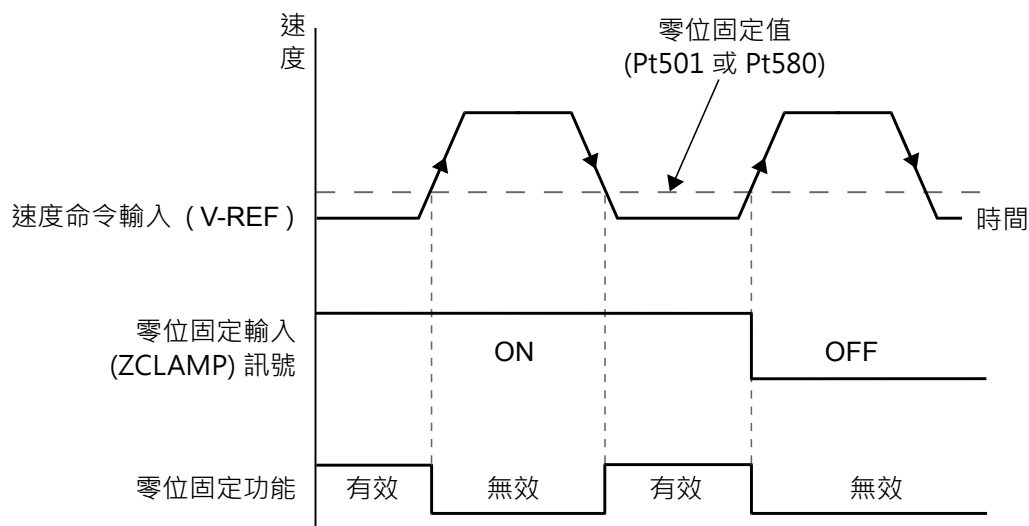 速
度
零位固定值
(Pt501 或 Pt580)
速度命令輸入 ( V-REF )
時間
零位固定輸入
(ZCLAMP) 訊號
ON
OFF
零位固定功能
有效
無效
有效
無效